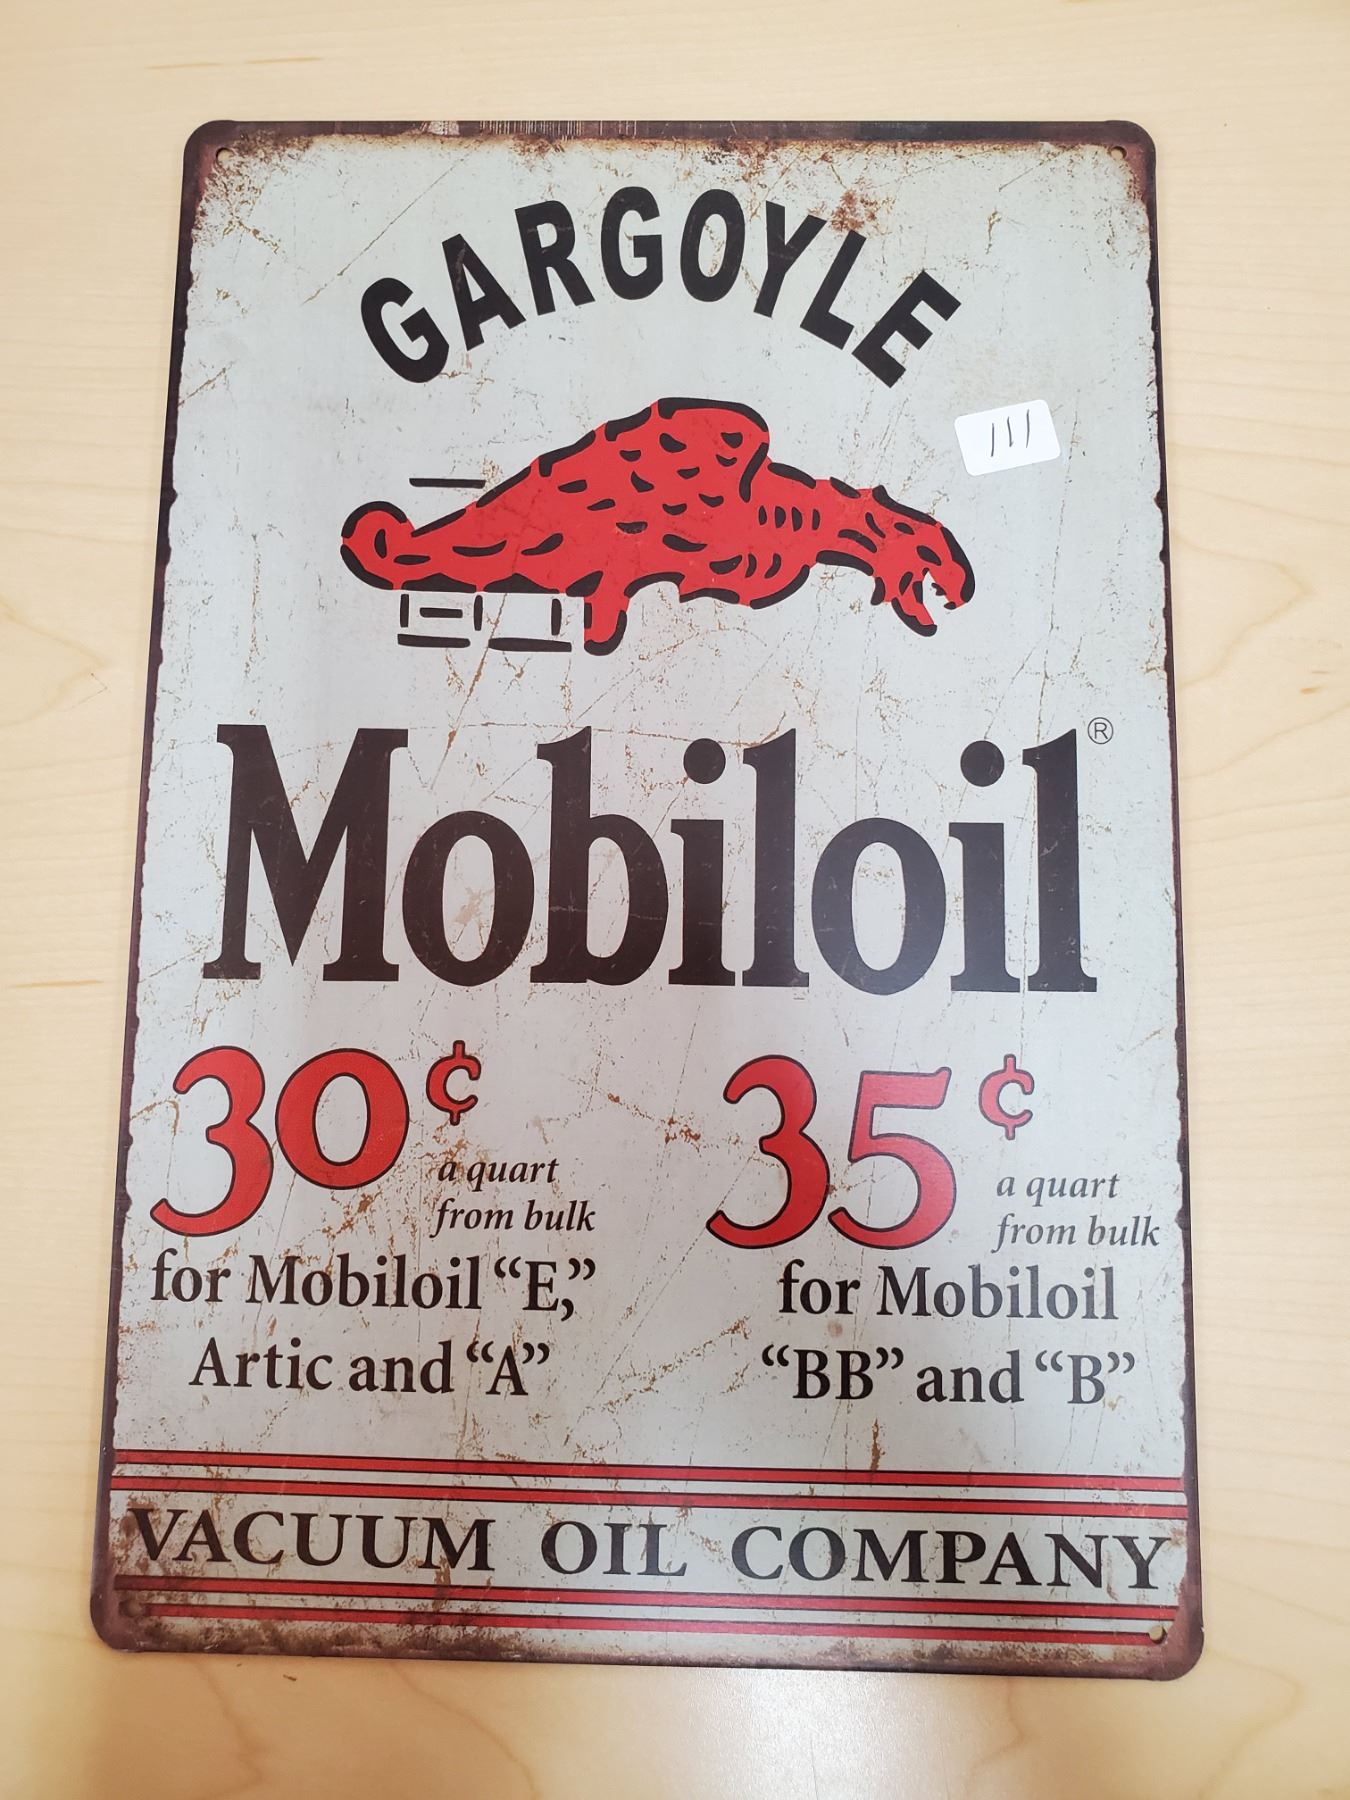 GARGOYLE
111
Mobiloil®
30¢
a quart
from bulk
for Mobiloil “E,”
Artic and “A”
35¢
a quart
from bulk
for Mobiloil
“BB” and “B”
VACUUM OIL COMPANY